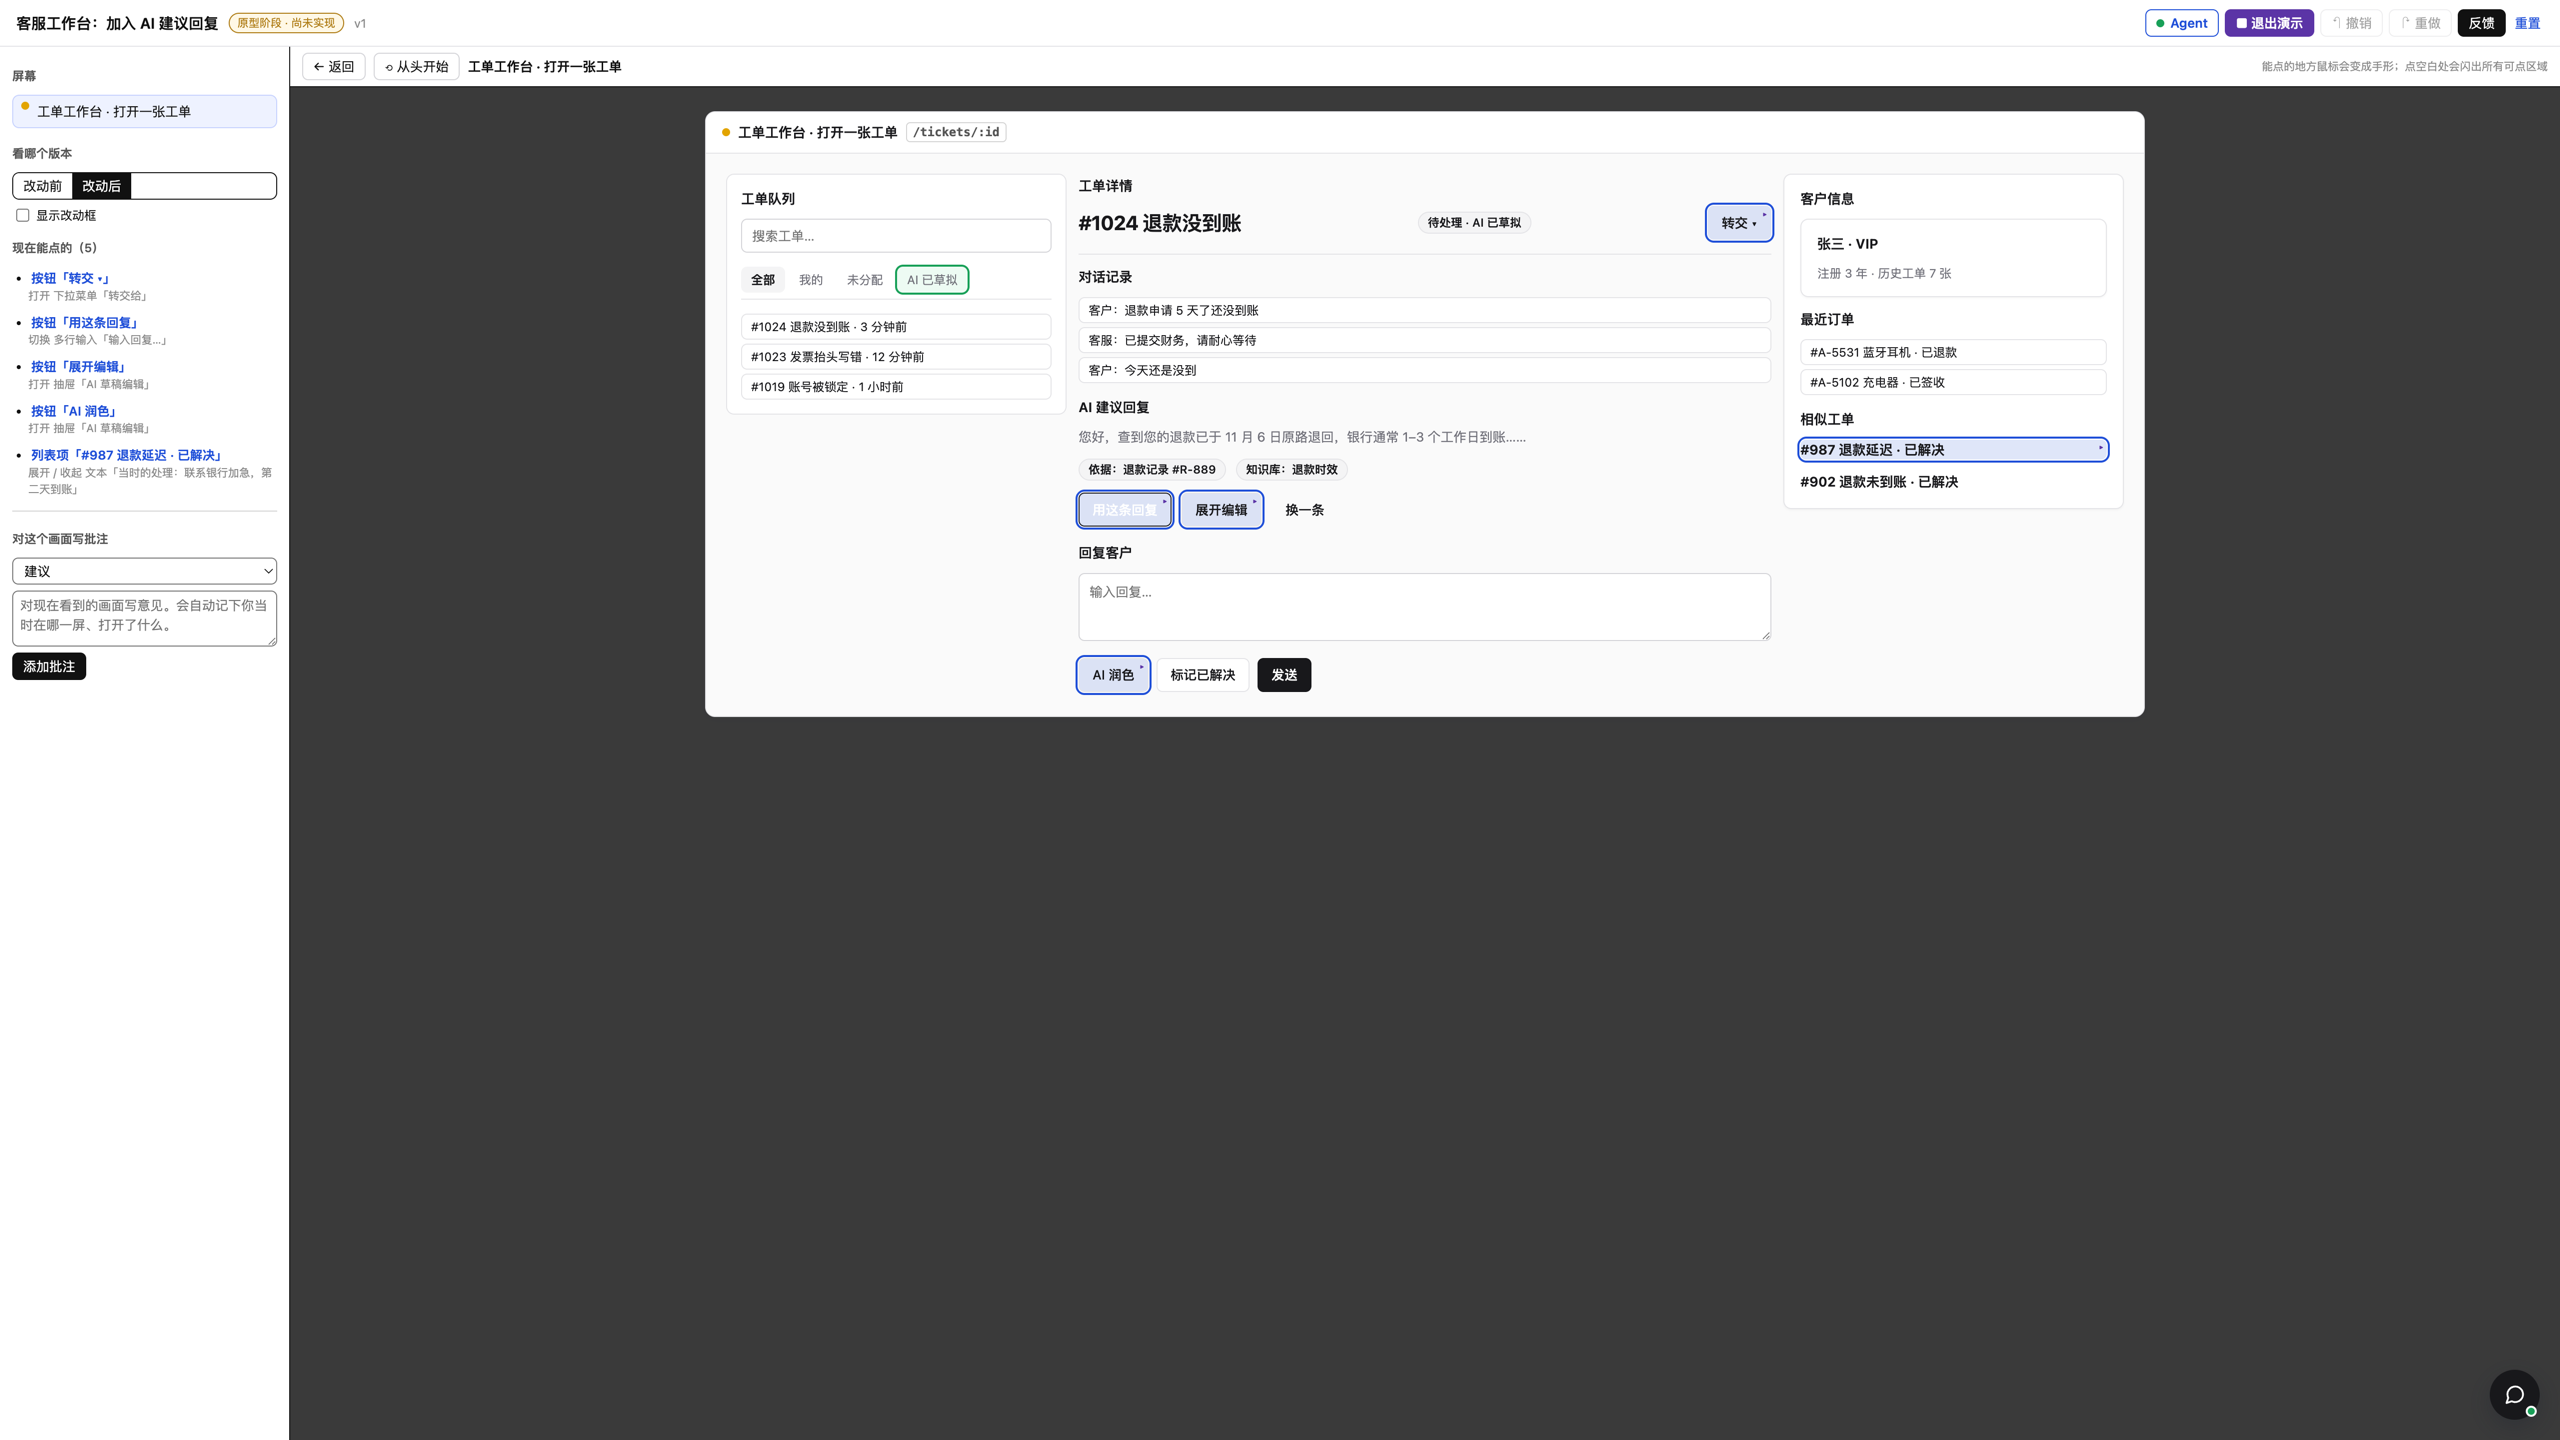 客服工作台：加入 AI 建议回复
原型阶段 · 尚未实现
v1
Agent
退出演示
撤销
重做
反馈
重置
屏幕
工单工作台 · 打开一张工单
看哪个版本
改动前
改动后
显示改动框
现在能点的（5）
按钮「转交 ▾」
打开 下拉菜单「转交给」
按钮「用这条回复」
切换 多行输入「输入回复…」
按钮「展开编辑」
打开 抽屉「AI 草稿编辑」
按钮「AI 润色」
打开 抽屉「AI 草稿编辑」
列表项「#987 退款延迟 · 已解决」
展开 / 收起 文本「当时的处理：联系银行加急，第
二天到账」
对这个画面写批注
建议
对现在看到的画面写意见。会自动记下你当
时在哪一屏、打开了什么。
添加批注
← 返回
⟲ 从头开始
工单工作台 · 打开一张工单
能点的地方鼠标会变成手形；点空白处会闪出所有可点区域
工单工作台 · 打开一张工单
/tickets/:id
工单队列
搜索工单…
全部
我的
未分配
AI 已草拟
#1024 退款没到账 · 3 分钟前
#1023 发票抬头写错 · 12 分钟前
#1019 账号被锁定 · 1 小时前
工单详情
#1024 退款没到账
待处理 · AI 已草拟
转交 ▾
对话记录
客户：退款申请 5 天了还没到账
客服：已提交财务，请耐心等待
客户：今天还是没到
AI 建议回复
您好，查到您的退款已于 11 月 6 日原路退回，银行通常 1–3 个工作日到账……
依据：退款记录 #R-889
知识库：退款时效
用这条回复
展开编辑
换一条
回复客户
输入回复…
AI 润色
标记已解决
发送
客户信息
张三 · VIP
注册 3 年 · 历史工单 7 张
最近订单
#A-5531 蓝牙耳机 · 已退款
#A-5102 充电器 · 已签收
相似工单
#987 退款延迟 · 已解决
#902 退款未到账 · 已解决